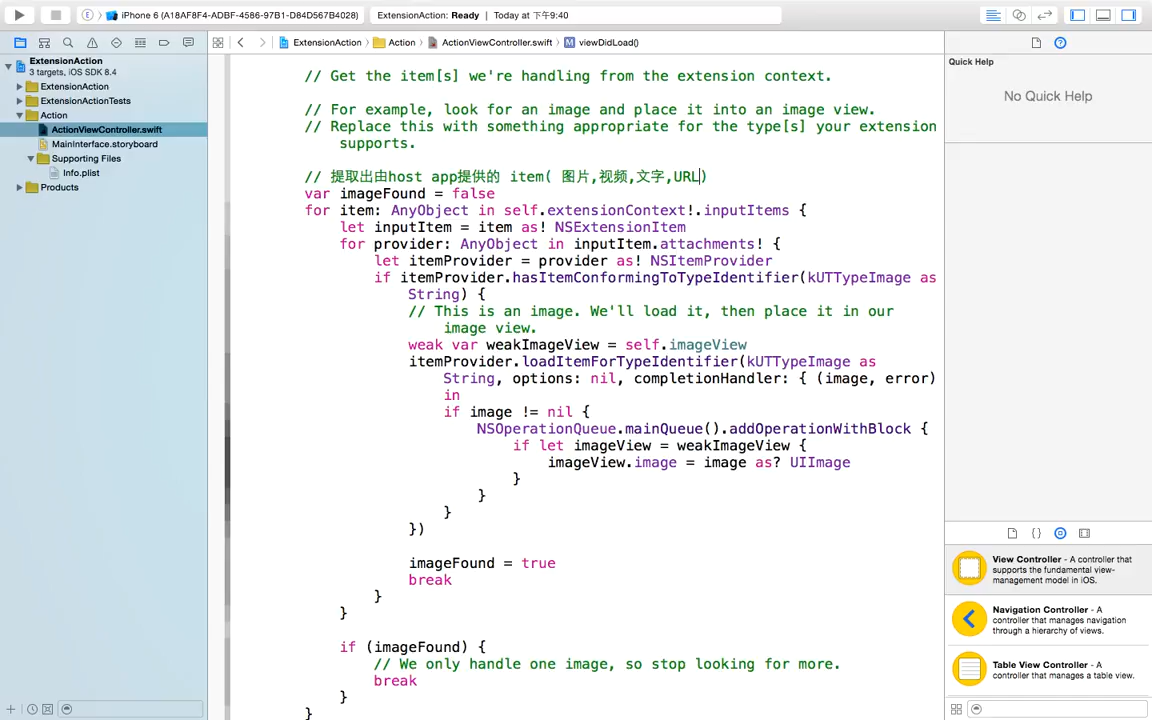 iPhone 6 (A18AF8F4-ADBF-4586-97B1-D84D567B4028)
ExtensionAction: Ready | Today at 下午9:40
ExtensionAction
3 targets, iOS SDK 8.4
ExtensionAction
ExtensionActionTests
Action
ActionViewController.swift
MainInterface.storyboard
Supporting Files
Info.plist
Products
ExtensionAction
Action
ActionViewController.swift
M
viewDidLoad()
// Get the item[s] we're handling from the extension context.
// For example, look for an image and place it into an image view.
// Replace this with something appropriate for the type[s] your extension
supports.
// 提取出由host app提供的 item( 图片,视频,文字,URL)
var imageFound = false
for item: AnyObject in self.extensionContext!.inputItems {
let inputItem = item as! NSExtensionItem
for provider: AnyObject in inputItem.attachments! {
let itemProvider = provider as! NSItemProvider
if itemProvider.hasItemConformingToTypeIdentifier(kUTTypeImage as
String) {
// This is an image. We'll load it, then place it in our
image view.
weak var weakImageView = self.imageView
itemProvider.loadItemForTypeIdentifier(kUTTypeImage as
String, options: nil, completionHandler: { (image, error)
in
if image != nil {
NSOperationQueue.mainQueue().addOperationWithBlock {
if let imageView = weakImageView {
imageView.image = image as? UIImage
}
}
}
})
imageFound = true
break
}
}
if (imageFound) {
// We only handle one image, so stop looking for more.
break
}
}
Quick Help
No Quick Help
View Controller - A controller that
supports the fundamental view-
management model in iOS.
Navigation Controller - A
controller that manages navigation
through a hierarchy of views.
Table View Controller - A
controller that manages a table view.